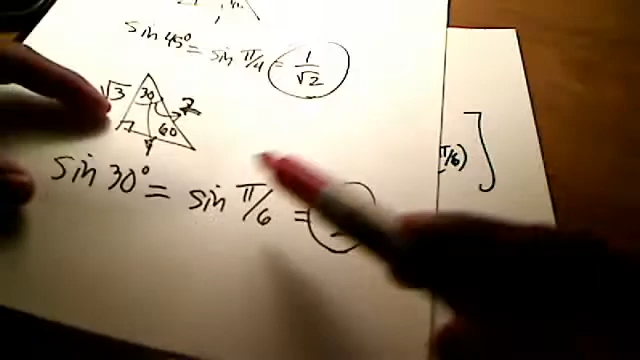 sin 45° = sin π/4 = 1/√2
√3 30 2
60
sin 30° = sin π/6 =
π/6) ]